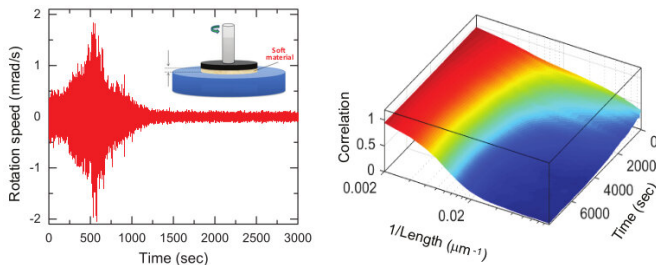 2
1
0
-1
-2
Rotation speed (mrad/s)
0 500 1000 1500 2000 2500 3000
Time (sec)
Soft
material
Correlation
1
0.5
0
0.002
0.02
1/Length (μm⁻¹)
0
2000
4000
6000
Time (sec)